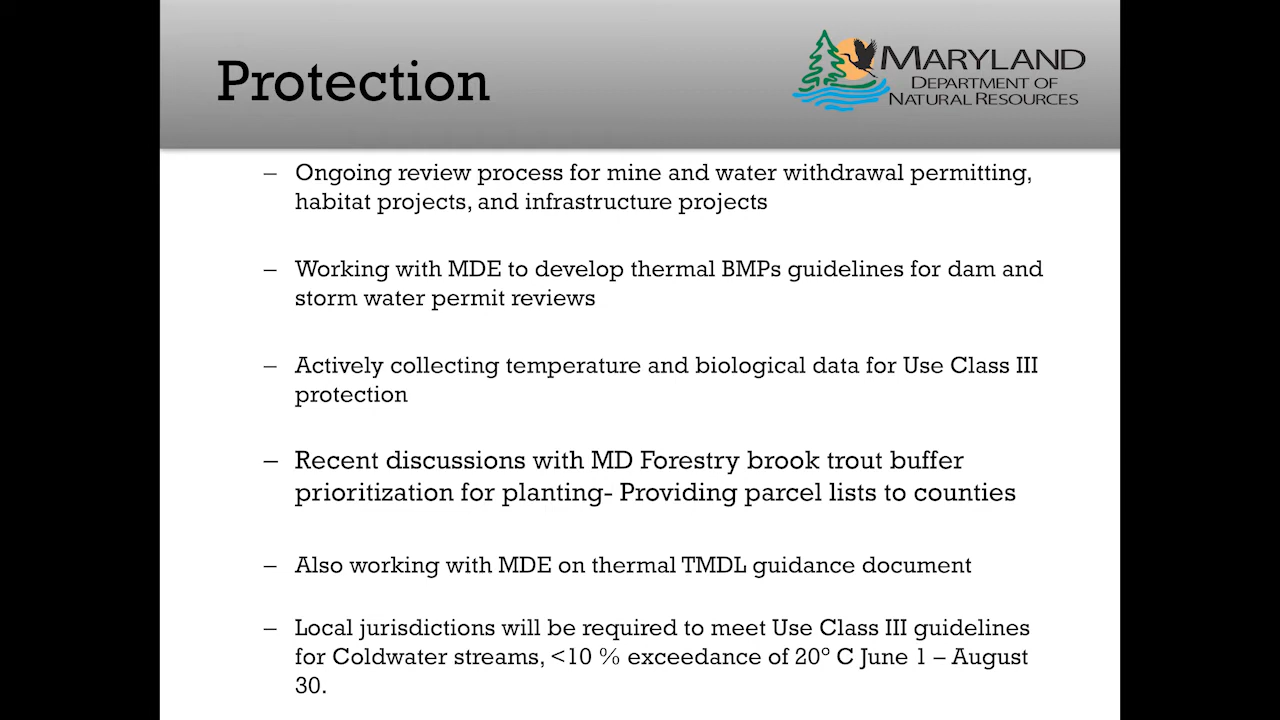 Protection
MARYLAND
DEPARTMENT OF
NATURAL RESOURCES
– Ongoing review process for mine and water withdrawal permitting,
habitat projects, and infrastructure projects
– Working with MDE to develop thermal BMPs guidelines for dam and
storm water permit reviews
– Actively collecting temperature and biological data for Use Class III
protection
– Recent discussions with MD Forestry brook trout buffer
prioritization for planting- Providing parcel lists to counties
– Also working with MDE on thermal TMDL guidance document
– Local jurisdictions will be required to meet Use Class III guidelines
for Coldwater streams, <10 % exceedance of 20° C June 1 – August
30.